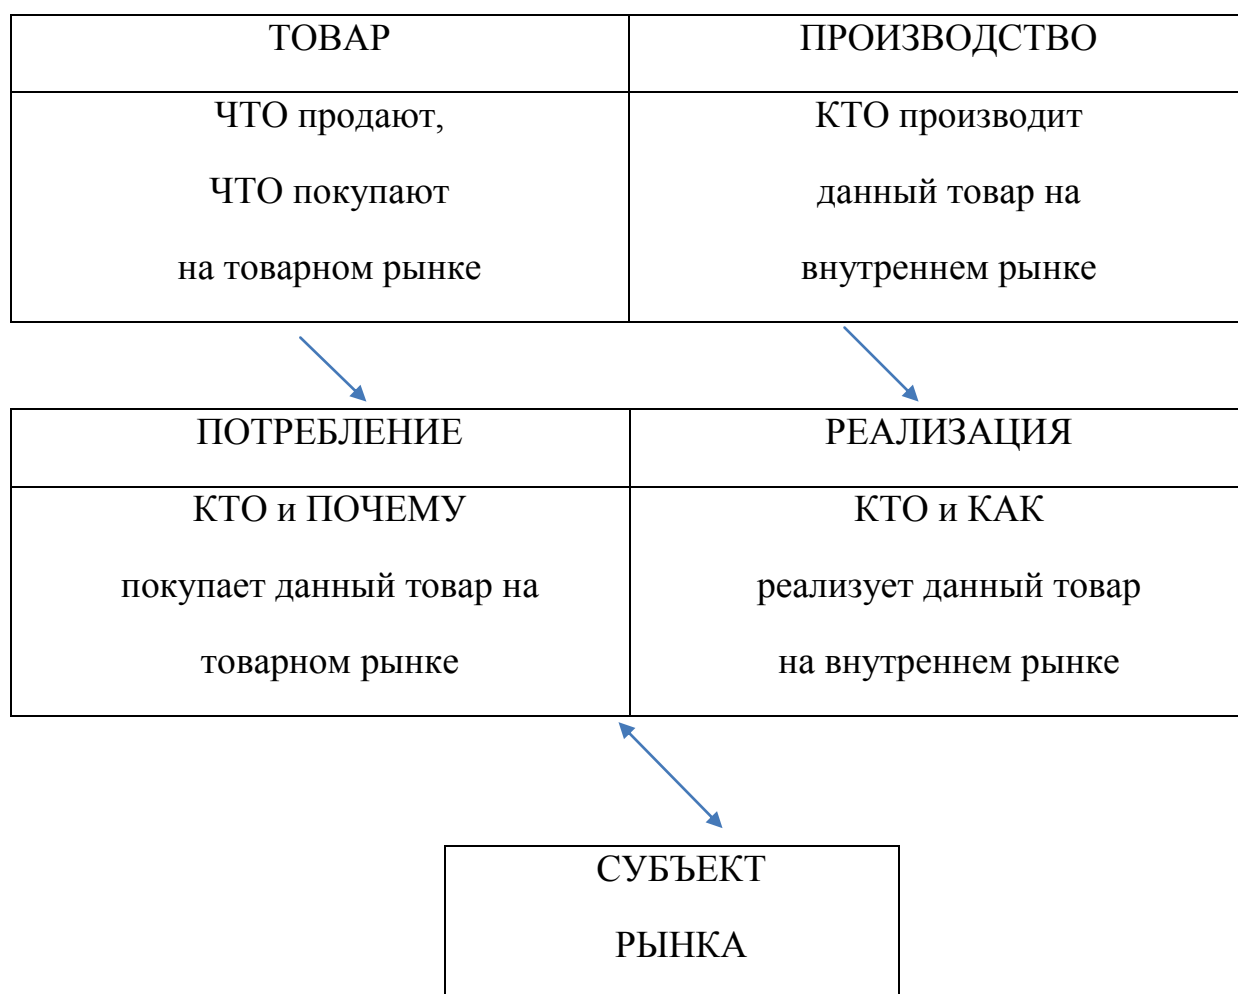 ТОВАР
ПРОИЗВОДСТВО
ЧТО продают,
ЧТО покупают
на товарном рынке
КТО производит
данный товар на
внутреннем рынке
ПОТРЕБЛЕНИЕ
РЕАЛИЗАЦИЯ
КТО и ПОЧЕМУ
покупает данный товар на
товарном рынке
КТО и КАК
реализует данный товар
на внутреннем рынке
СУБЪЕКТ
РЫНКА